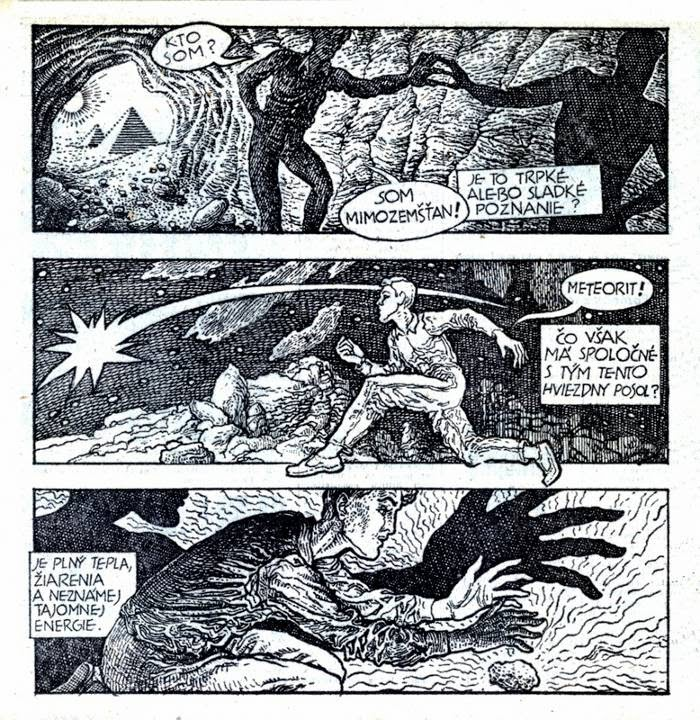 KTO
SOM?
SOM
MIMOZEMŠŤAN!
JE TO TRPKÉ
ALEBO SLADKÉ
POZNANIE?
METEORIT!
ČO VŠAK
MÁ SPOLOČNÉ
S TÝM TENTO
HVIEZDNY POSOL?
JE PLNÝ TEPLA,
ŽIARENIA
A NEZNÁMEJ
TAJOMNEJ
ENERGIE.